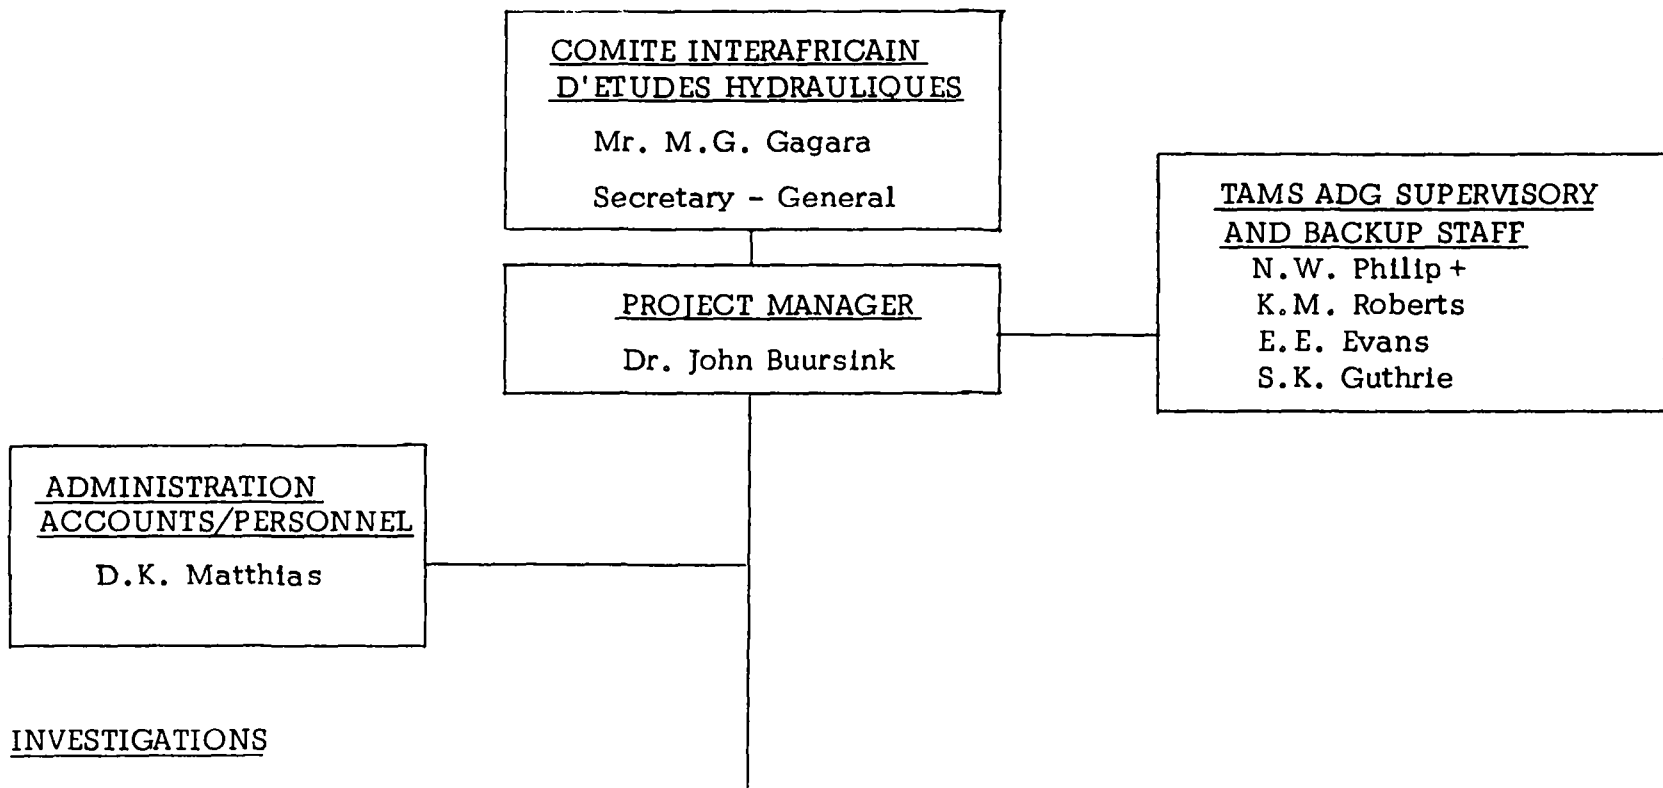 COMITE INTERAFRICAIN
D'ETUDES HYDRAULIQUES
Mr. M.G. Gagara
Secretary - General
PROJECT MANAGER
Dr. John Buursink
TAMS ADG SUPERVISORY
AND BACKUP STAFF
N.W. Philip +
K.M. Roberts
E.E. Evans
S.K. Guthrie
ADMINISTRATION
ACCOUNTS/PERSONNEL
D.K. Matthias
INVESTIGATIONS